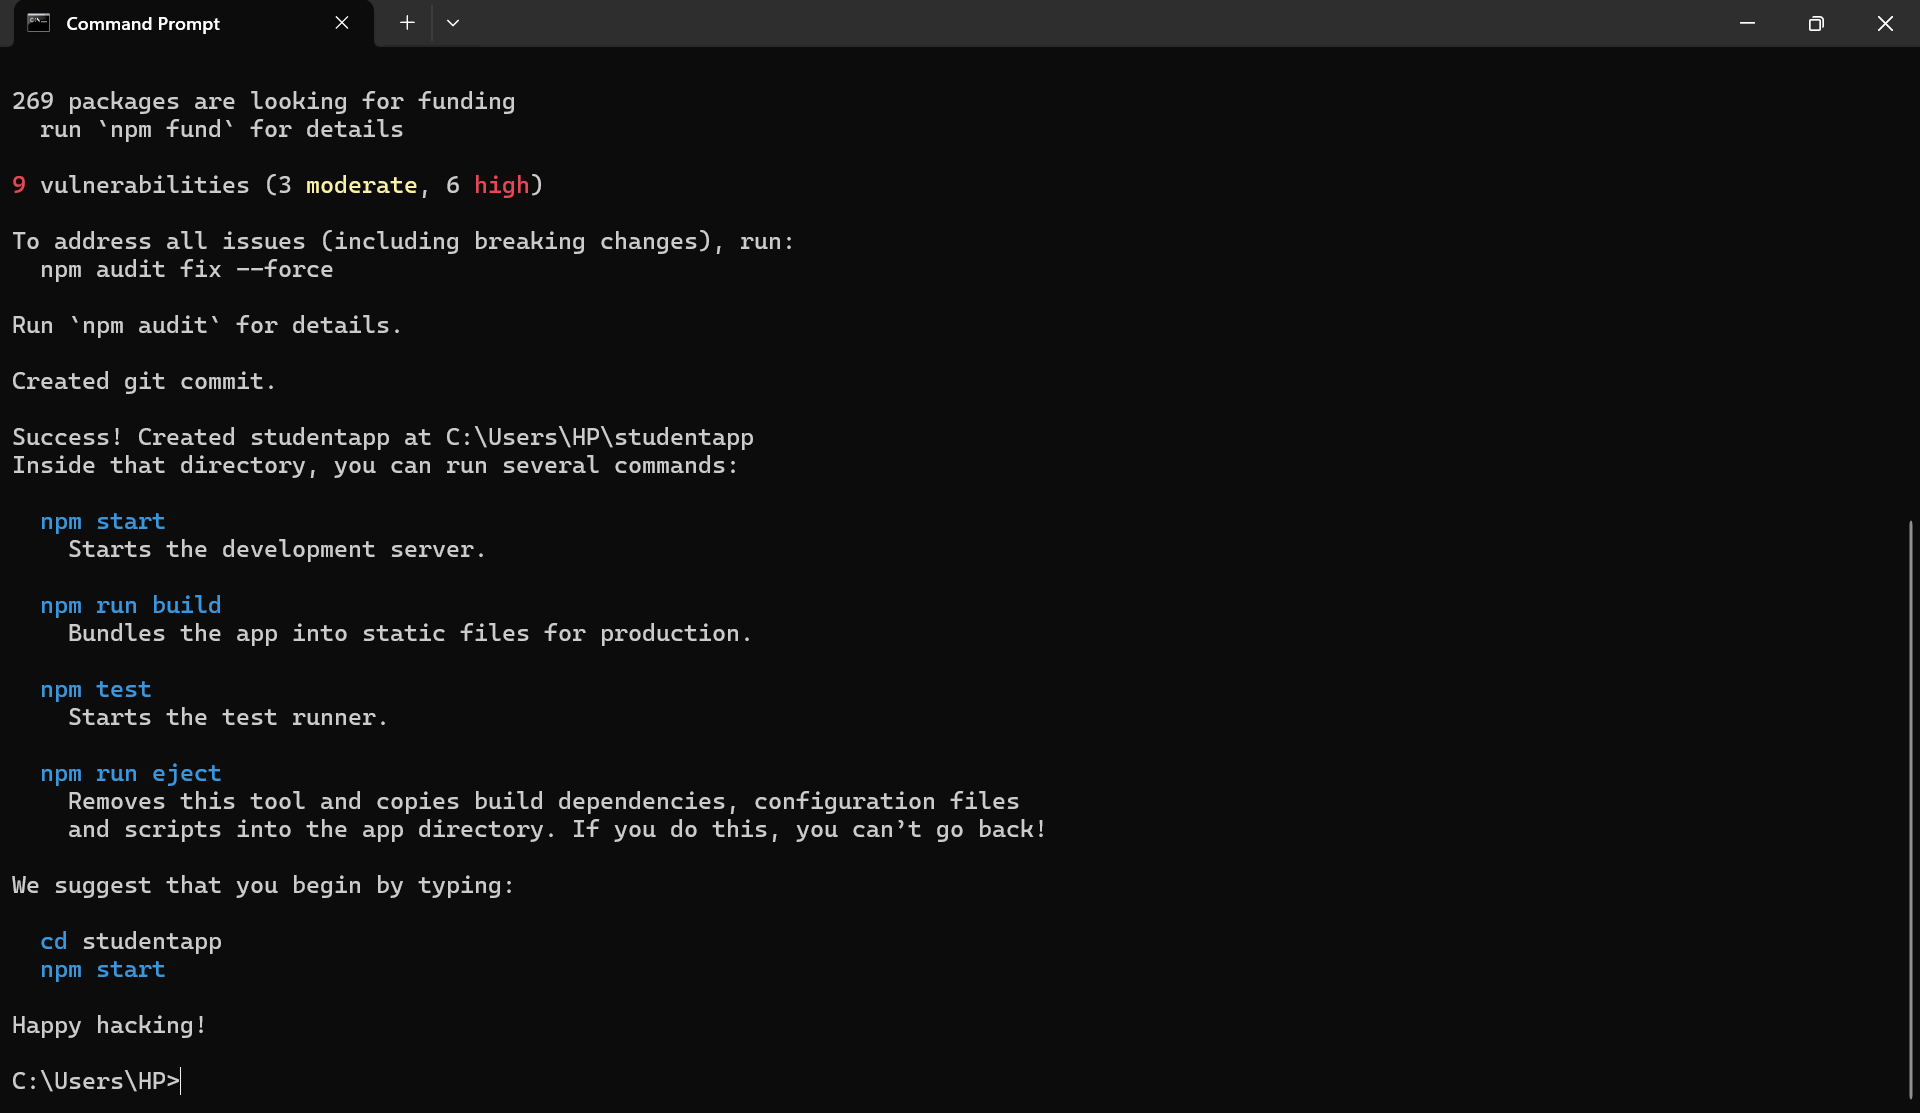 Command Prompt
269 packages are looking for funding
  run `npm fund` for details
9 vulnerabilities (3 moderate, 6 high)
To address all issues (including breaking changes), run:
  npm audit fix --force
Run `npm audit` for details.
Created git commit.
Success! Created studentapp at C:\Users\HP\studentapp
Inside that directory, you can run several commands:
  npm start
    Starts the development server.
  npm run build
    Bundles the app into static files for production.
  npm test
    Starts the test runner.
  npm run eject
    Removes this tool and copies build dependencies, configuration files
    and scripts into the app directory. If you do this, you can’t go back!
We suggest that you begin by typing:
  cd studentapp
  npm start
Happy hacking!
C:\Users\HP>